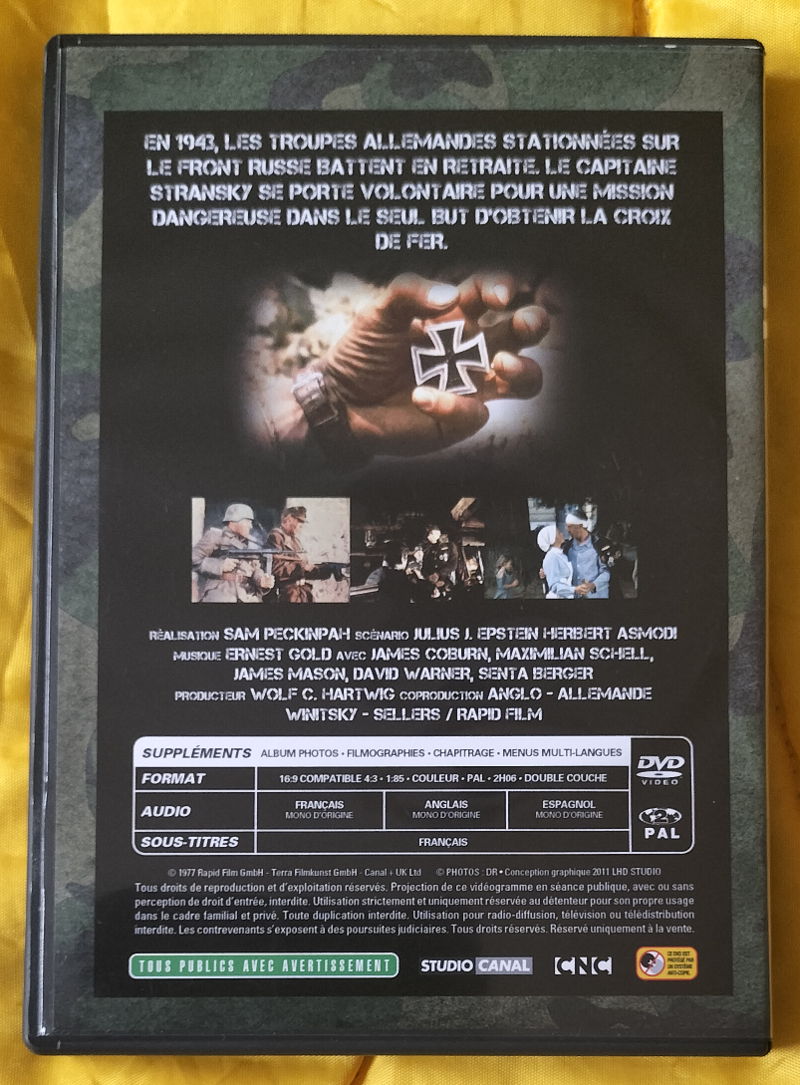 EN 1943, LES TROUPES ALLEMANDES STATIONNÉES SUR
LE FRONT RUSSE BATTENT EN RETRAITE. LE CAPITAINE
STRANSKY SE PORTE VOLONTAIRE POUR UNE MISSION
DANGEREUSE DANS LE SEUL BUT D'OBTENIR LA CROIX
DE FER.
RÉALISATION SAM PECKINPAH SCÉNARIO JULIUS J. EPSTEIN HERBERT ASMODI
MUSIQUE ERNEST GOLD AVEC JAMES COBURN, MAXIMILIAN SCHELL,
JAMES MASON, DAVID WARNER, SENTA BERGER
PRODUCTEUR WOLF C. HARTWIG COPRODUCTION ANGLO - ALLEMANDE
WINITSKY - SELLERS / RAPID FILM
SUPPLÉMENTS ALBUM PHOTOS • FILMOGRAPHIES • CHAPITRAGE • MENUS MULTI-LANGUES
FORMAT 16:9 COMPATIBLE 4:3 • 1:85 • COULEUR • PAL • 2H06 • DOUBLE COUCHE
AUDIO FRANÇAIS MONO D'ORIGINE ANGLAIS MONO D'ORIGINE ESPAGNOL MONO D'ORIGINE
SOUS-TITRES FRANÇAIS
DVD
VIDEO
2
PAL
© 1977 Rapid Film GmbH - Terra Filmkunst GmbH - Canal + UK Ltd © PHOTOS : DR • Conception graphique 2011 LHD STUDIO
Tous droits de reproduction et d'exploitation réservés. Projection de ce vidéogramme en séance publique, avec ou sans
perception de droit d'entrée, interdite. Utilisation strictement et uniquement réservée au détenteur pour son propre usage
dans le cadre familial et privé. Toute duplication interdite. Utilisation pour radio-diffusion, télévision ou télédistribution
interdite. Les contrevenants s'exposent à des poursuites judiciaires. Tous droits réservés. Réservé uniquement à la vente.
TOUS PUBLICS AVEC AVERTISSEMENT
STUDIO CANAL
CNC
CE DVD EST
PROTÉGÉ PAR
UN SYSTÈME
ANTI-COPIE.